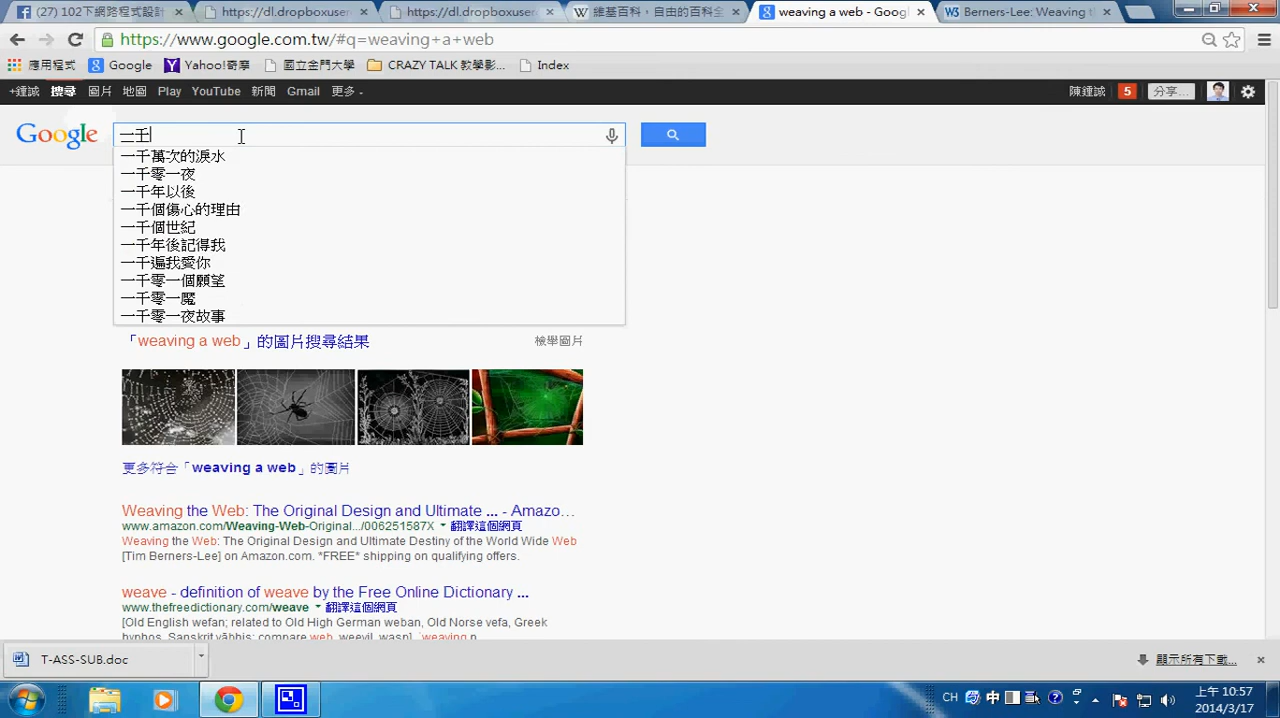 (27) 102下網路程式設計
https://dl.dropboxuser
https://dl.dropboxuser
維基百科，自由的百科全
weaving a web - Googl
Berners-Lee: Weaving th
https://www.google.com.tw/#q=weaving+a+web
應用程式 Google Yahoo!奇摩 國立金門大學 CRAZY TALK 教學影... Index
+鍾誠 搜尋 圖片 地圖 Play YouTube 新聞 Gmail 更多 陳鍾誠 5 分享...
Google 一千
一千萬次的淚水
一千零一夜
一千年以後
一千個傷心的理由
一千個世紀
一千年後記得我
一千遍我愛你
一千零一個願望
一千零一魘
一千零一夜故事
「weaving a web」的圖片搜尋結果 檢舉圖片
更多符合「weaving a web」的圖片
Weaving the Web: The Original Design and Ultimate ... - Amazo...
www.amazon.com/Weaving-Web-Original.../006251587X 翻譯這個網頁
Weaving the Web: The Original Design and Ultimate Destiny of the World Wide Web
[Tim Berners-Lee] on Amazon.com. *FREE* shipping on qualifying offers.
weave - definition of weave by the Free Online Dictionary ...
www.thefreedictionary.com/weave 翻譯這個網頁
[Old English wefan; related to Old High German weban, Old Norse vefa, Greek
hyphos, Sanskrit vābhis; compare web, weevil, wasp]. ˈweaving n
T-ASS-SUB.doc 顯示所有下載...
CH 中 上午 10:57
2014/3/17